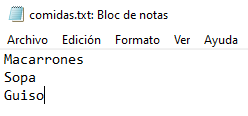 comidas.txt: Bloc de notas
Archivo Edición Formato Ver Ayuda
Macarrones
Sopa
Guiso